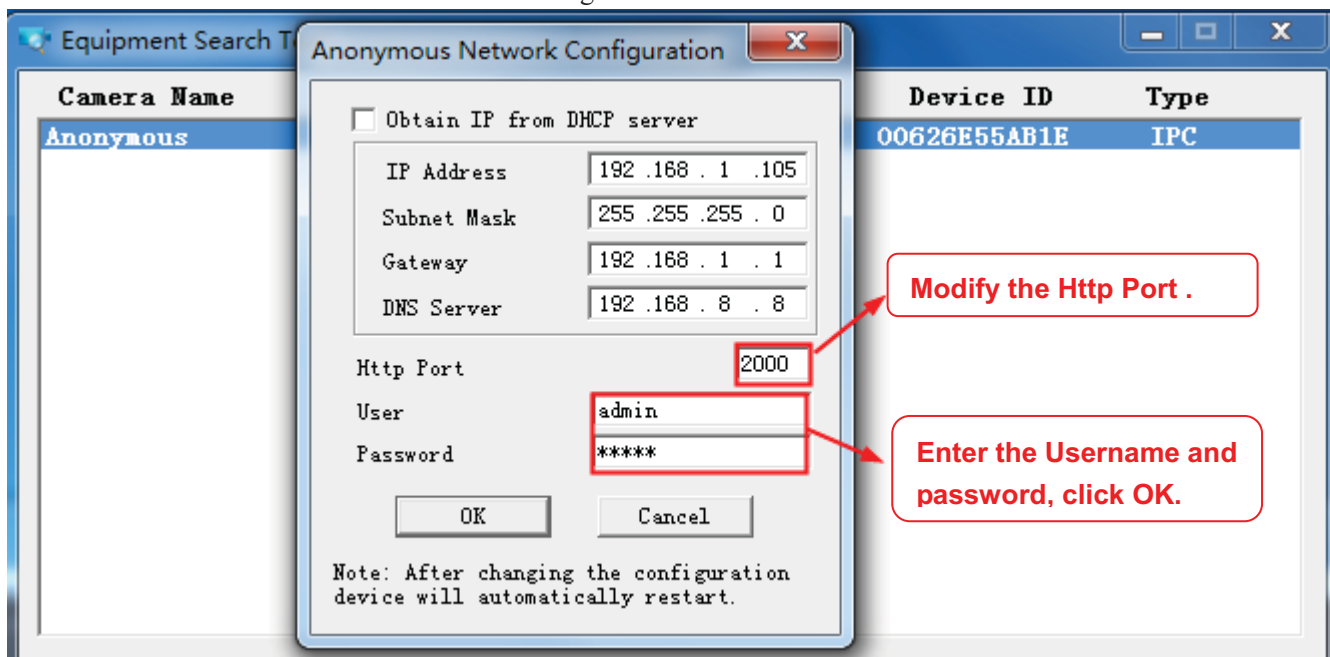 Equipment Search T
Anonymous Network Configuration
Camera Name
Device ID
Type
Anonymous
00626E55AB1E
IPC
Obtain IP from DHCP server
IP Address
192 .168 . 1 .105
Subnet Mask
255 .255 .255 . 0
Gateway
192 .168 . 1 . 1
DNS Server
192 .168 . 8 . 8
Modify the Http Port .
Http Port
2000
User
admin
Password
*****
Enter the Username and
password, click OK.
OK
Cancel
Note: After changing the configuration
device will automatically restart.